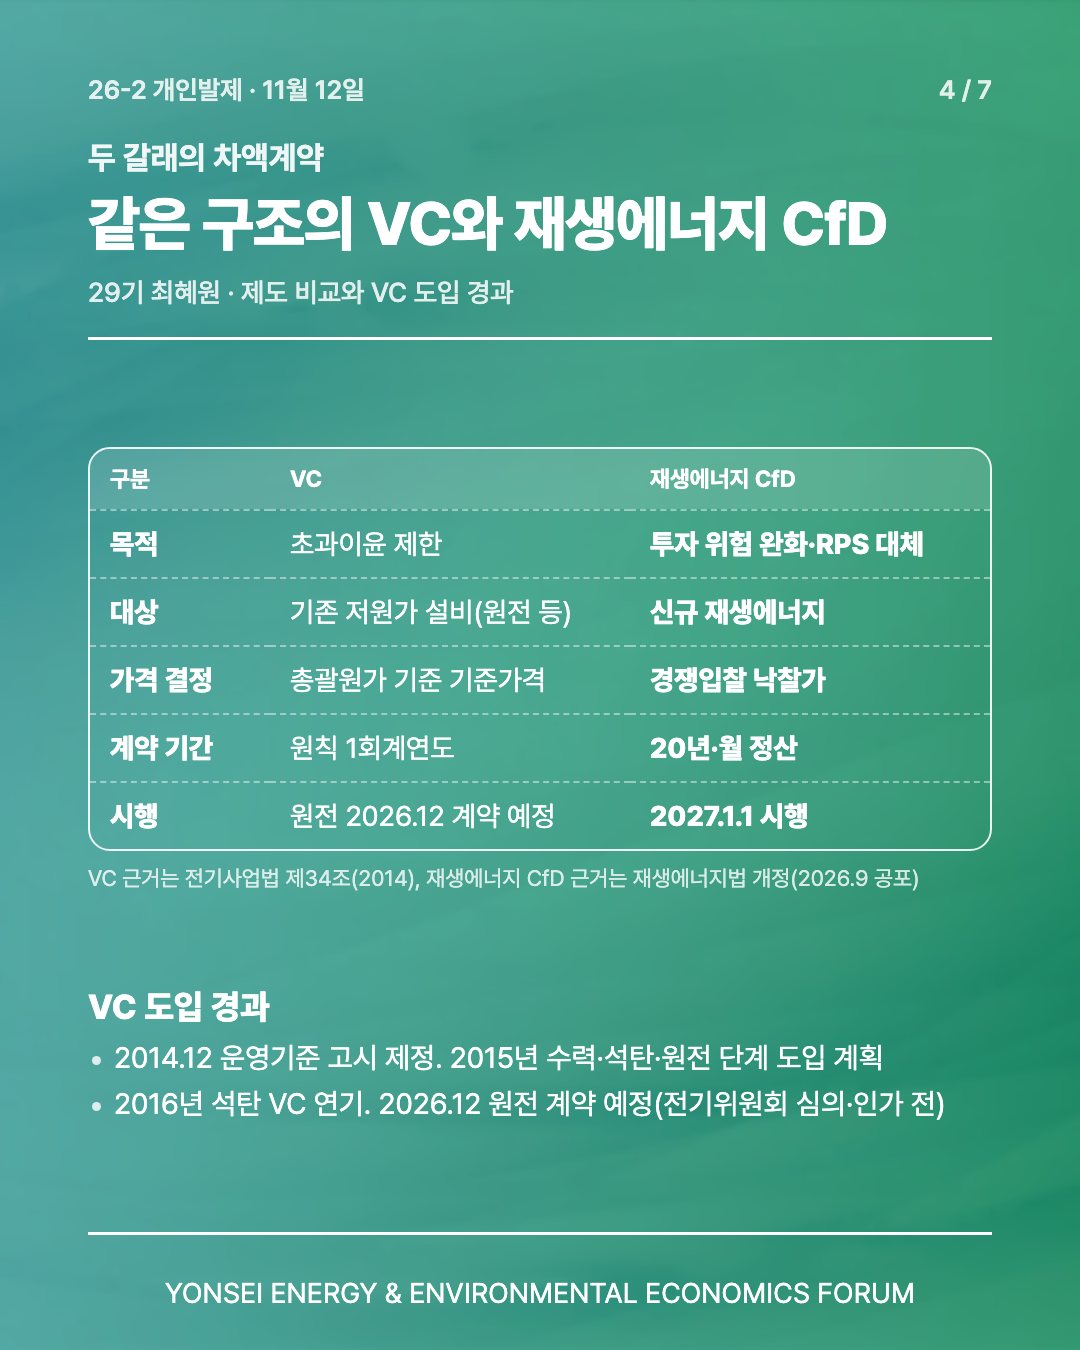 26-2 개인발제 · 11월 12일
4 / 7
두 갈래의 차액계약
같은 구조의 VC와 재생에너지 CfD
29기 최혜원 · 제도 비교와 VC 도입 경과
구분 VC 재생에너지 CfD
목적 초과이윤 제한 투자 위험 완화·RPS 대체
대상 기존 저원가 설비(원전 등) 신규 재생에너지
가격 결정 총괄원가 기준 기준가격 경쟁입찰 낙찰가
계약 기간 원칙 1회계연도 20년·월 정산
시행 원전 2026.12 계약 예정 2027.1.1 시행
VC 근거는 전기사업법 제34조(2014), 재생에너지 CfD 근거는 재생에너지법 개정(2026.9 공포)
VC 도입 경과
• 2014.12 운영기준 고시 제정. 2015년 수력·석탄·원전 단계 도입 계획
• 2016년 석탄 VC 연기. 2026.12 원전 계약 예정(전기위원회 심의·인가 전)
YONSEI ENERGY & ENVIRONMENTAL ECONOMICS FORUM